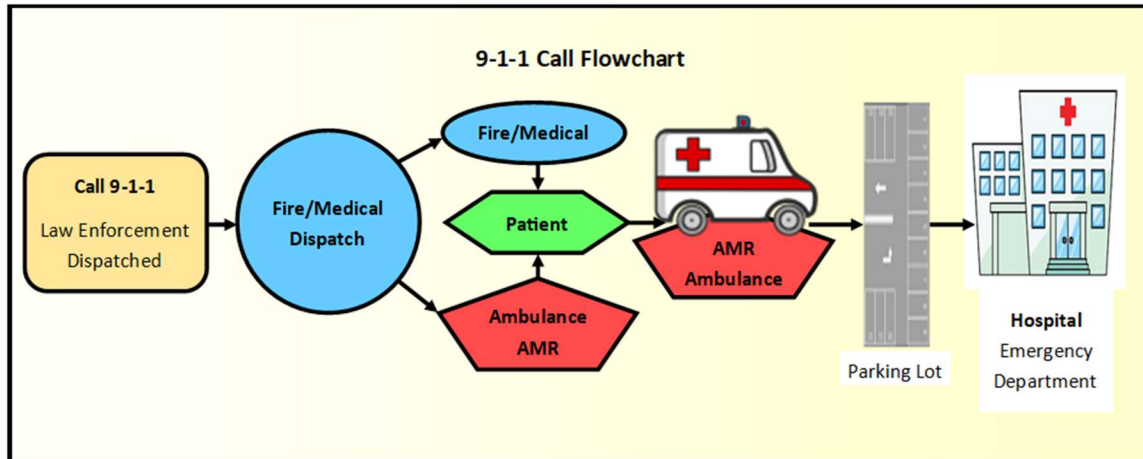 9-1-1 Call Flowchart
Call 9-1-1
Law Enforcement
Dispatched
Fire/Medical
Dispatch
Fire/Medical
Patient
Ambulance
AMR
AMR
Ambulance
Parking Lot
Hospital
Emergency
Department